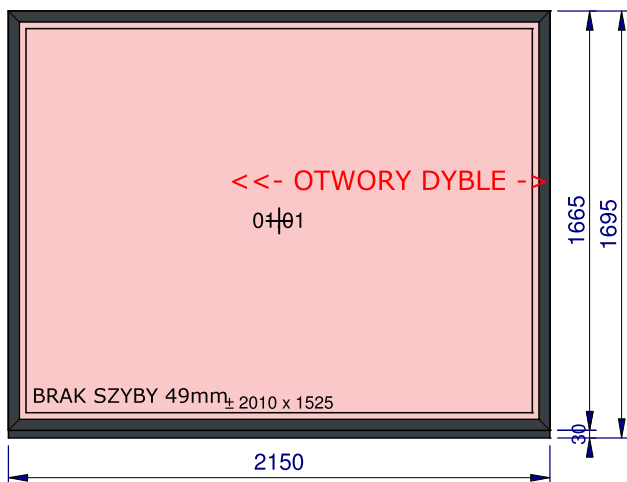 <<- OTWORY DYBLE ->
01 01
BRAK SZYBY 49mm
± 2010 x 1525
1665
1695
30
2150